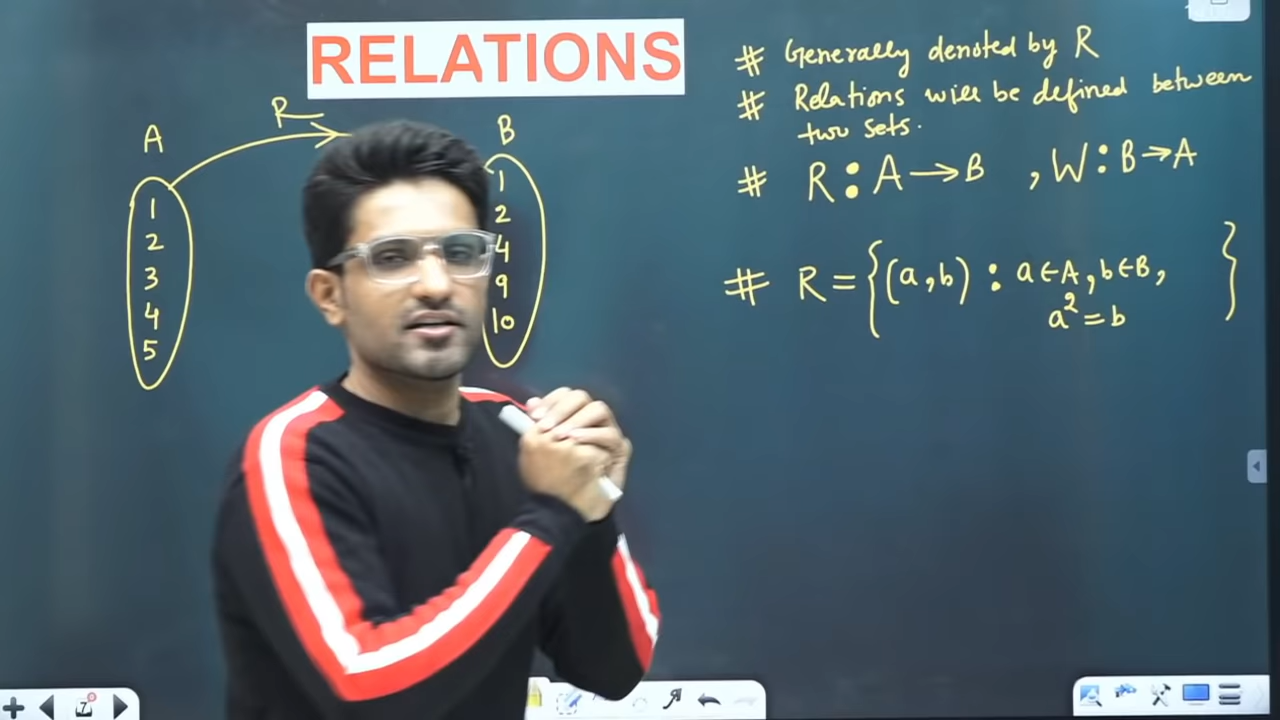 RELATIONS
R
A
1
2
3
4
5
B
1
2
4
9
10
# Generally denoted by R
# Relations will be defined between
two sets.
# R : A → B , W : B → A
# R = { (a, b) : a ∈ A, b ∈ B,
a² = b }